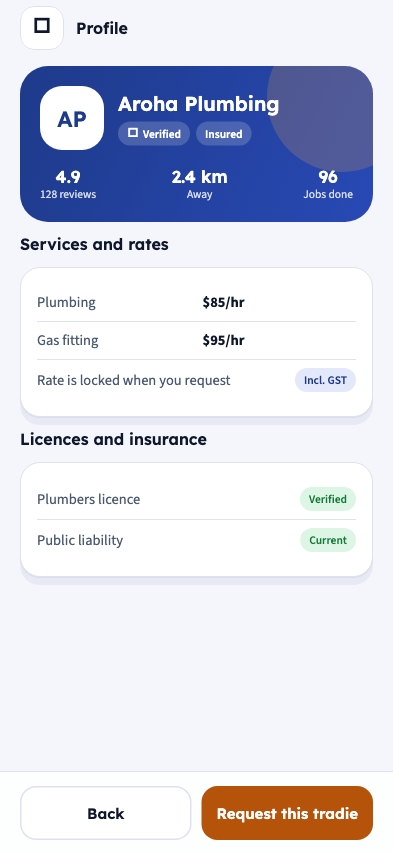 Profile
AP
Aroha Plumbing
Verified
Insured
4.9
2.4 km
96
128 reviews
Away
Jobs done
Services and rates
Plumbing
$85/hr
Gas fitting
$95/hr
Rate is locked when you request
Incl. GST
Licences and insurance
Plumbers licence
Verified
Public liability
Current
Back
Request this tradie